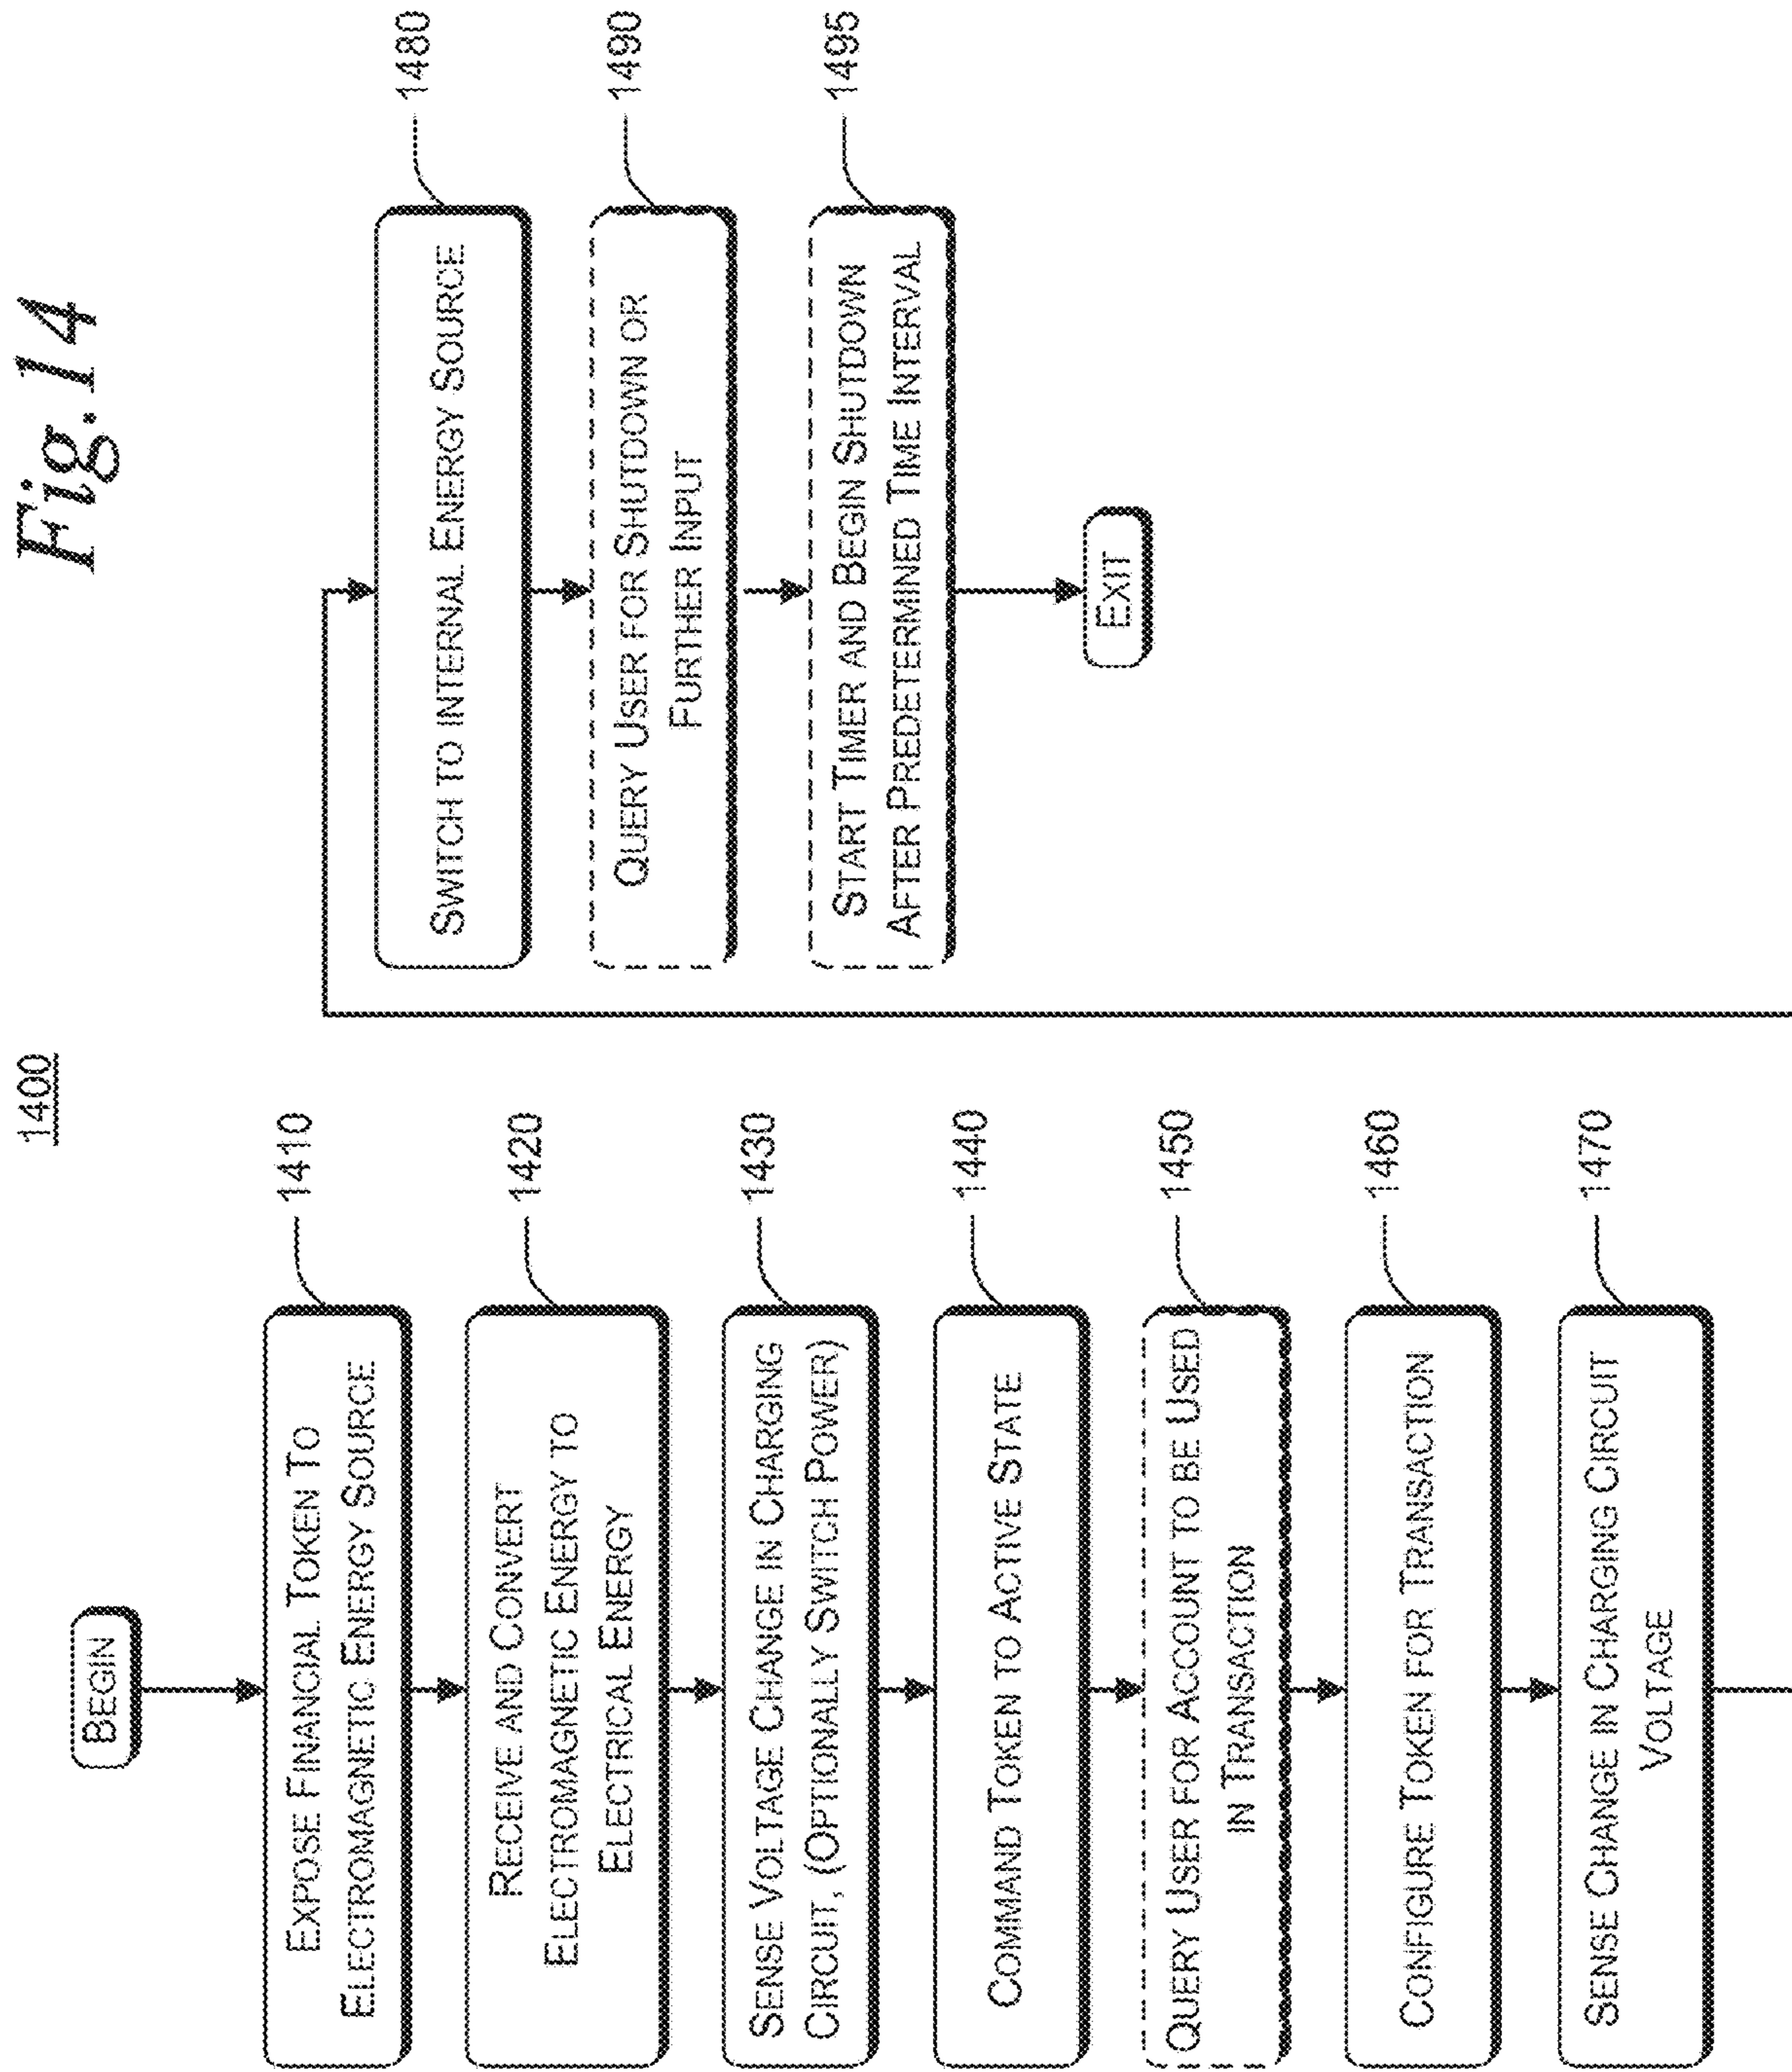 Fig.14
1400
BEGIN
EXPOSE FINANCIAL TOKEN TO
ELECTROMAGNETIC ENERGY SOURCE
1410
RECEIVE AND CONVERT
ELECTROMAGNETIC ENERGY TO
ELECTRICAL ENERGY
1420
SENSE VOLTAGE CHANGE IN CHARGING
CIRCUIT, (OPTIONALLY SWITCH POWER)
1430
COMMAND TOKEN TO ACTIVE STATE
1440
QUERY USER FOR ACCOUNT TO BE USED
IN TRANSACTION
1450
CONFIGURE TOKEN FOR TRANSACTION
1460
SENSE CHANGE IN CHARGING CIRCUIT
VOLTAGE
1470
SWITCH TO INTERNAL ENERGY SOURCE
1480
QUERY USER FOR SHUTDOWN OR
FURTHER INPUT
1490
START TIMER AND BEGIN SHUTDOWN
AFTER PREDETERMINED TIME INTERVAL
1495
EXIT